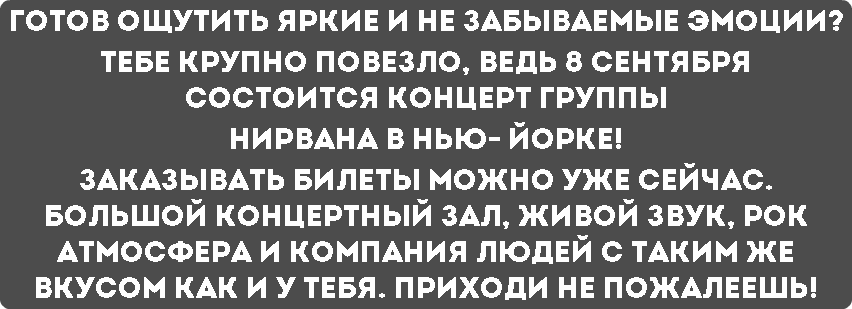 ГОТОВ ОЩУТИТЬ ЯРКИЕ И НЕ ЗАБЫВАЕМЫЕ ЭМОЦИИ?
ТЕБЕ КРУПНО ПОВЕЗЛО, ВЕДЬ 8 СЕНТЯБРЯ
СОСТОИТСЯ КОНЦЕРТ ГРУППЫ
НИРВАНА В НЬЮ- ЙОРКЕ!
ЗАКАЗЫВАТЬ БИЛЕТЫ МОЖНО УЖЕ СЕЙЧАС.
БОЛЬШОЙ КОНЦЕРТНЫЙ ЗАЛ, ЖИВОЙ ЗВУК, РОК
АТМОСФЕРА И КОМПАНИЯ ЛЮДЕЙ С ТАКИМ ЖЕ
ВКУСОМ КАК И У ТЕБЯ. ПРИХОДИ НЕ ПОЖАЛЕЕШЬ!